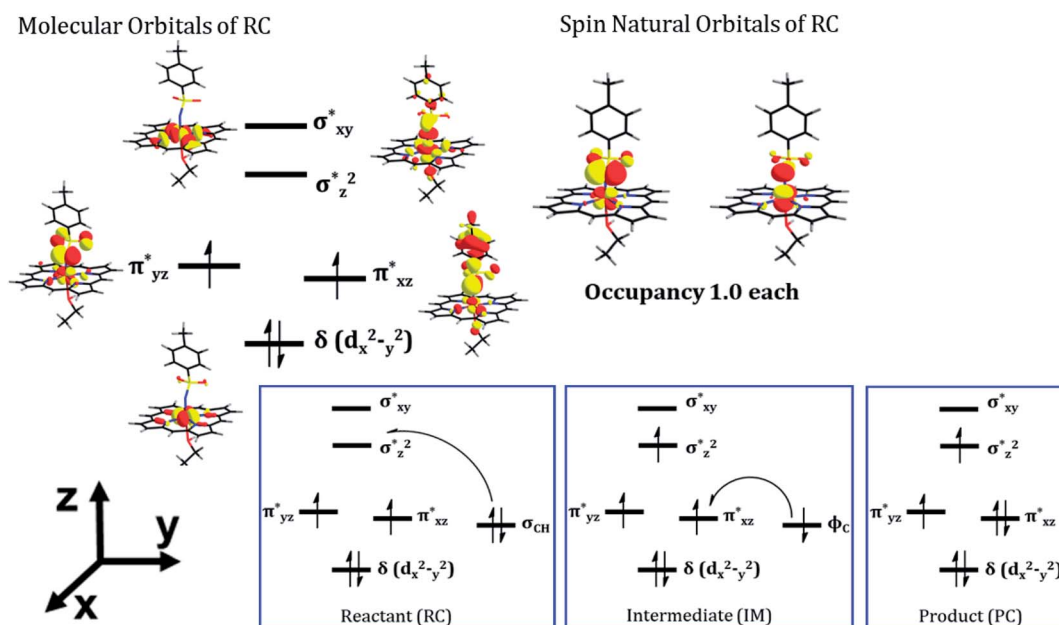 Molecular Orbitals of RC
Spin Natural Orbitals of RC
σ*xy
σ*z²
π*yz
π*xz
Occupancy 1.0 each
δ (dx²-y²)
z
y
x
σ*xy
σ*z²
π*yz
π*xz
σCH
δ (dx²-y²)
Reactant (RC)
σ*xy
σ*z²
π*yz
π*xz
ϕC
δ (dx²-y²)
Intermediate (IM)
σ*xy
σ*z²
π*yz
π*xz
δ (dx²-y²)
Product (PC)